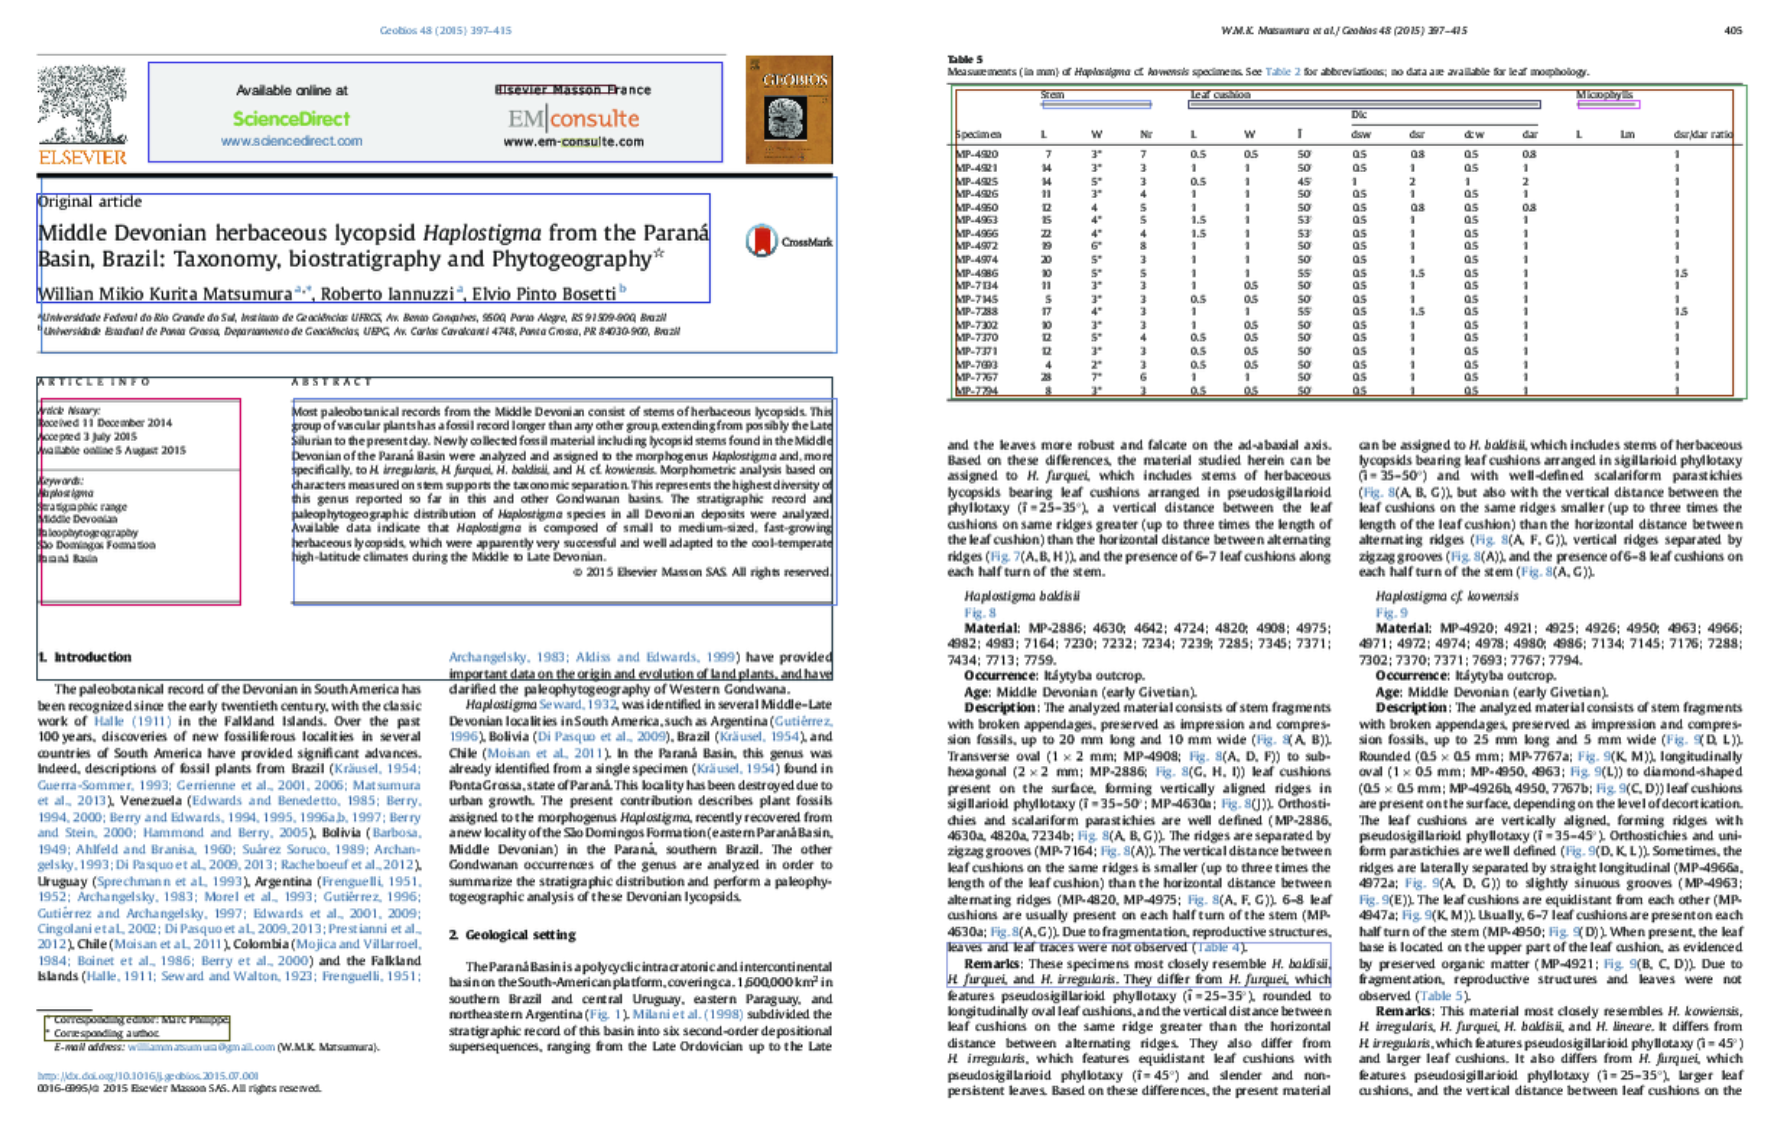 Geobios 48 (2015) 397–415
ELSEVIER
Available online at
ScienceDirect
www.sciencedirect.com
Elsevier Masson France
EM|consulte
www.em-consulte.com
GEOBIOS
Original article
Middle Devonian herbaceous lycopsid Haplostigma from the Paraná
Basin, Brazil: Taxonomy, biostratigraphy and Phytogeography☆
Willian Mikio Kurita Matsumura a,*, Roberto Iannuzzi a, Elvio Pinto Bosetti b
CrossMark
a Universidade Federal do Rio Grande do Sul, Instituto de Geociências UFRGS, Av. Bento Gonçalves, 9500, Porto Alegre, RS 91509-900, Brazil
b Universidade Estadual de Ponta Grossa, Departamento de Geociências, UEPG, Av. Carlos Cavalcanti 4748, Ponta Grossa, PR 84030-900, Brazil
ARTICLE INFO
Article history:
Received 11 December 2014
Accepted 3 July 2015
Available online 5 August 2015
Keywords:
Haplostigma
Stratigraphic range
Middle Devonian
Paleophytogeography
São Domingos Formation
Paraná Basin
ABSTRACT
Most paleobotanical records from the Middle Devonian consist of stems of herbaceous lycopsids. This
group of vascular plants has a fossil record longer than any other group, extending from possibly the Late
Silurian to the present day. Newly collected fossil material including lycopsid stems found in the Middle
Devonian of the Paraná Basin were analyzed and assigned to the morphogenus Haplostigma and, more
specifically, to H. irregularis, H. furquei, H. baldisii, and H. cf. kowiensis. Morphometric analysis based on
characters measured on stem supports the taxonomic separation. This represents the highest diversity of
this genus reported so far in this and other Gondwanan basins. The stratigraphic record and
paleophytogeographic distribution of Haplostigma species in all Devonian deposits were analyzed.
Available data indicate that Haplostigma is composed of small to medium-sized, fast-growing
herbaceous lycopsids, which were apparently very successful and well adapted to the cool-temperate
high-latitude climates during the Middle to Late Devonian.
© 2015 Elsevier Masson SAS. All rights reserved.
1. Introduction
The paleobotanical record of the Devonian in South America has
been recognized since the early twentieth century, with the classic
work of Halle (1911) in the Falkland Islands. Over the past
100 years, discoveries of new fossiliferous localities in several
countries of South America have provided significant advances.
Indeed, descriptions of fossil plants from Brazil (Kräusel, 1954;
Guerra-Sommer, 1993; Gerrienne et al., 2001, 2006; Matsumura
et al., 2013), Venezuela (Edwards and Benedetto, 1985; Berry,
1994, 2000; Berry and Edwards, 1994, 1995, 1996a,b, 1997; Berry
and Stein, 2000; Hammond and Berry, 2005), Bolivia (Barbosa,
1949; Ahlfeld and Branisa, 1960; Suárez Soruco, 1989; Archan-
gelsky, 1993; Di Pasquo et al., 2009, 2013; Racheboeuf et al., 2012),
Uruguay (Sprechmann et al., 1993), Argentina (Frenguelli, 1951,
1952; Archangelsky, 1983; Morel et al., 1993; Gutiérrez, 1996;
Gutiérrez and Archangelsky, 1997; Edwards et al., 2001, 2009;
Cingolani et al., 2002; Di Pasquo et al., 2009, 2013; Prestianni et al.,
2012), Chile (Moisan et al., 2011), Colombia (Mojica and Villarroel,
1984; Boinet et al., 1986; Berry et al., 2000) and the Falkland
Islands (Halle, 1911; Seward and Walton, 1923; Frenguelli, 1951;
* Corresponding editor: Marc Philippe.
* Corresponding author.
E-mail address: williammatsumura@gmail.com (W.M.K. Matsumura).
http://dx.doi.org/10.1016/j.geobios.2015.07.001
0016-6995/© 2015 Elsevier Masson SAS. All rights reserved.
Archangelsky, 1983; Aldiss and Edwards, 1999) have provided
important data on the origin and evolution of land plants, and have
clarified the paleophytogeography of Western Gondwana.
Haplostigma Seward, 1932, was identified in several Middle–Late
Devonian localities in South America, such as Argentina (Gutiérrez,
1996), Bolivia (Di Pasquo et al., 2009), Brazil (Kräusel, 1954), and
Chile (Moisan et al., 2011). In the Paraná Basin, this genus was
already identified from a single specimen (Kräusel, 1954) found in
Ponta Grossa, state of Paraná. This locality has been destroyed due to
urban growth. The present contribution describes plant fossils
assigned to the morphogenus Haplostigma, recently recovered from
a new locality of the São Domingos Formation (eastern Paraná Basin,
Middle Devonian) in the Paraná, southern Brazil. The other
Gondwanan occurrences of the genus are analyzed in order to
summarize the stratigraphic distribution and perform a paleophy-
togeographic analysis of these Devonian lycopsids.
2. Geological setting
The Paraná Basin is a polycyclic intracratonic and intercontinental
basin on the South-American platform, covering ca. 1,600,000 km² in
southern Brazil and central Uruguay, eastern Paraguay, and
northeastern Argentina (Fig. 1). Milani et al. (1998) subdivided the
stratigraphic record of this basin into six second-order depositional
supersequences, ranging from the Late Ordovician up to the Late
W.M.K. Matsumura et al. / Geobios 48 (2015) 397–415
405
Table 5
Measurements (in mm) of Haplostigma cf. kowensis specimens. See Table 2 for abbreviations; no data are available for leaf morphology.
Stem Leaf cushion Microphylls
Dic
Specimen L W Nr L W Î dsw dsr dcw dar L Lm dsr/dar ratio
MP-4920 7 3* 7 0.5 0.5 50° 0.5 0.8 0.5 0.8 1
MP-4921 14 3* 3 1 1 50° 0.5 1 0.5 1 1
MP-4925 14 5* 3 0.5 1 45° 1 2 1 2 1
MP-4926 11 3* 4 1 1 50° 0.5 1 0.5 1 1
MP-4950 12 4 5 1 1 50° 0.5 0.8 0.5 0.8 1
MP-4963 15 4* 5 1.5 1 53° 0.5 1 0.5 1 1
MP-4966 22 4* 4 1.5 1 53° 0.5 1 0.5 1 1
MP-4972 19 6* 8 1 1 50° 0.5 1 0.5 1 1
MP-4974 20 5* 3 1 1 50° 0.5 1 0.5 1 1
MP-4986 10 5* 5 1 1 55° 0.5 1.5 0.5 1 1.5
MP-7134 11 3* 3 1 0.5 50° 0.5 1 0.5 1 1
MP-7145 5 3* 3 0.5 0.5 50° 0.5 1 0.5 1 1
MP-7288 17 4* 3 1 1 55° 0.5 1.5 0.5 1 1.5
MP-7302 10 3* 3 1 0.5 50° 0.5 1 0.5 1 1
MP-7370 12 5* 4 0.5 0.5 50° 0.5 1 0.5 1 1
MP-7371 12 3* 3 0.5 0.5 50° 0.5 1 0.5 1 1
MP-7693 4 2* 3 0.5 0.5 50° 0.5 1 0.5 1 1
MP-7767 28 7* 6 1 1 50° 0.5 1 0.5 1 1
MP-7794 8 3* 3 0.5 0.5 50° 0.5 1 0.5 1 1
and the leaves more robust and falcate on the ad-abaxial axis.
Based on these differences, the material studied herein can be
assigned to H. furquei, which includes stems of herbaceous
lycopsids bearing leaf cushions arranged in pseudosigillarioid
phyllotaxy (î = 25–35°), a vertical distance between the leaf
cushions on same ridges greater (up to three times the length of
the leaf cushion) than the horizontal distance between alternating
ridges (Fig. 7(A, B, H)), and the presence of 6–7 leaf cushions along
each half turn of the stem.
Haplostigma baldisii
Fig. 8
Material: MP-2886; 4630; 4642; 4724; 4820; 4908; 4975;
4982; 4983; 7164; 7230; 7232; 7234; 7239; 7285; 7345; 7371;
7434; 7713; 7759.
Occurrence: Itáytyba outcrop.
Age: Middle Devonian (early Givetian).
Description: The analyzed material consists of stem fragments
with broken appendages, preserved as impression and compres-
sion fossils, up to 20 mm long and 10 mm wide (Fig. 8(A, B)).
Transverse oval (1 × 2 mm; MP-4908; Fig. 8(A, D, F)) to sub-
hexagonal (2 × 2 mm; MP-2886; Fig. 8(G, H, I)) leaf cushions
present on the surface, forming vertically aligned ridges in
sigillarioid phyllotaxy (î = 35–50°; MP-4630a; Fig. 8(J)). Orthosti-
chies and scalariform parastichies are well defined (MP-2886,
4630a, 4820a, 7234b; Fig. 8(A, B, G)). The ridges are separated by
zigzag grooves (MP-7164; Fig. 8(A)). The vertical distance between
leaf cushions on the same ridges is smaller (up to three times the
length of the leaf cushion) than the horizontal distance between
alternating ridges (MP-4820, MP-4975; Fig. 8(A, F, G)). 6–8 leaf
cushions are usually present on each half turn of the stem (MP-
4630a; Fig. 8(A, G)). Due to fragmentation, reproductive structures,
leaves and leaf traces were not observed (Table 4).
Remarks: These specimens most closely resemble H. baldisii,
H. furquei, and H. irregularis. They differ from H. furquei, which
features pseudosigillarioid phyllotaxy (î = 25–35°), rounded to
longitudinally oval leaf cushions, and the vertical distance between
leaf cushions on the same ridge greater than the horizontal
distance between alternating ridges. They also differ from
H. irregularis, which features equidistant leaf cushions with
pseudosigillarioid phyllotaxy (î = 45°) and slender and non-
persistent leaves. Based on these differences, the present material
can be assigned to H. baldisii, which includes stems of herbaceous
lycopsids bearing leaf cushions arranged in sigillarioid phyllotaxy
(î = 35–50°) and with well-defined scalariform parastichies
(Fig. 8(A, B, G)), but also with the vertical distance between the
leaf cushions on the same ridges smaller (up to three times the
length of the leaf cushion) than the horizontal distance between
alternating ridges (Fig. 8(A, F, G)), vertical ridges separated by
zigzag grooves (Fig. 8(A)), and the presence of 6–8 leaf cushions on
each half turn of the stem (Fig. 8(A, G)).
Haplostigma cf. kowensis
Fig. 9
Material: MP-4920; 4921; 4925; 4926; 4950; 4963; 4966;
4971; 4972; 4974; 4978; 4980; 4986; 7134; 7145; 7176; 7288;
7302; 7370; 7371; 7693; 7767; 7794.
Occurrence: Itáytyba outcrop.
Age: Middle Devonian (early Givetian).
Description: The analyzed material consists of stem fragments
with broken appendages, preserved as impression and compres-
sion fossils, up to 25 mm long and 5 mm wide (Fig. 9(D, L)).
Rounded (0.5 × 0.5 mm; MP-7767a; Fig. 9(K, M)), longitudinally
oval (1 × 0.5 mm; MP-4950, 4963; Fig. 9(L)) to diamond-shaped
(0.5 × 0.5 mm; MP-4926b, 4950, 7767b; Fig. 9(C, D)) leaf cushions
are present on the surface, depending on the level of decortication.
The leaf cushions are vertically aligned, forming ridges with
pseudosigillarioid phyllotaxy (î = 35–45°). Orthostichies and uni-
form parastichies are well defined (Fig. 9(D, K, L)). Sometimes, the
ridges are laterally separated by straight longitudinal (MP-4966a,
4972a; Fig. 9(A, D, G)) to slightly sinuous grooves (MP-4963;
Fig. 9(E)). The leaf cushions are equidistant from each other (MP-
4947a; Fig. 9(K, M)). Usually, 6–7 leaf cushions are present on each
half turn of the stem (MP-4950; Fig. 9(D)). When present, the leaf
base is located on the upper part of the leaf cushion, as evidenced
by preserved organic matter (MP-4921; Fig. 9(B, C, D)). Due to
fragmentation, reproductive structures and leaves were not
observed (Table 5).
Remarks: This material most closely resembles H. kowiensis,
H. irregularis, H. furquei, H. baldisii, and H. lineare. It differs from
H. irregularis, which features pseudosigillarioid phyllotaxy (î = 45°)
and larger leaf cushions. It also differs from H. furquei, which
features pseudosigillarioid phyllotaxy (î = 25–35°), larger leaf
cushions, and the vertical distance between leaf cushions on the